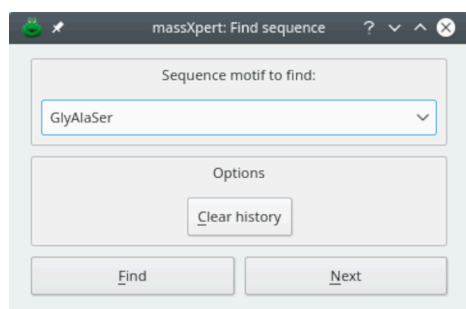 massXpert: Find sequence
Sequence motif to find:
GlyAlaSer
Options
Clear history
Find Next